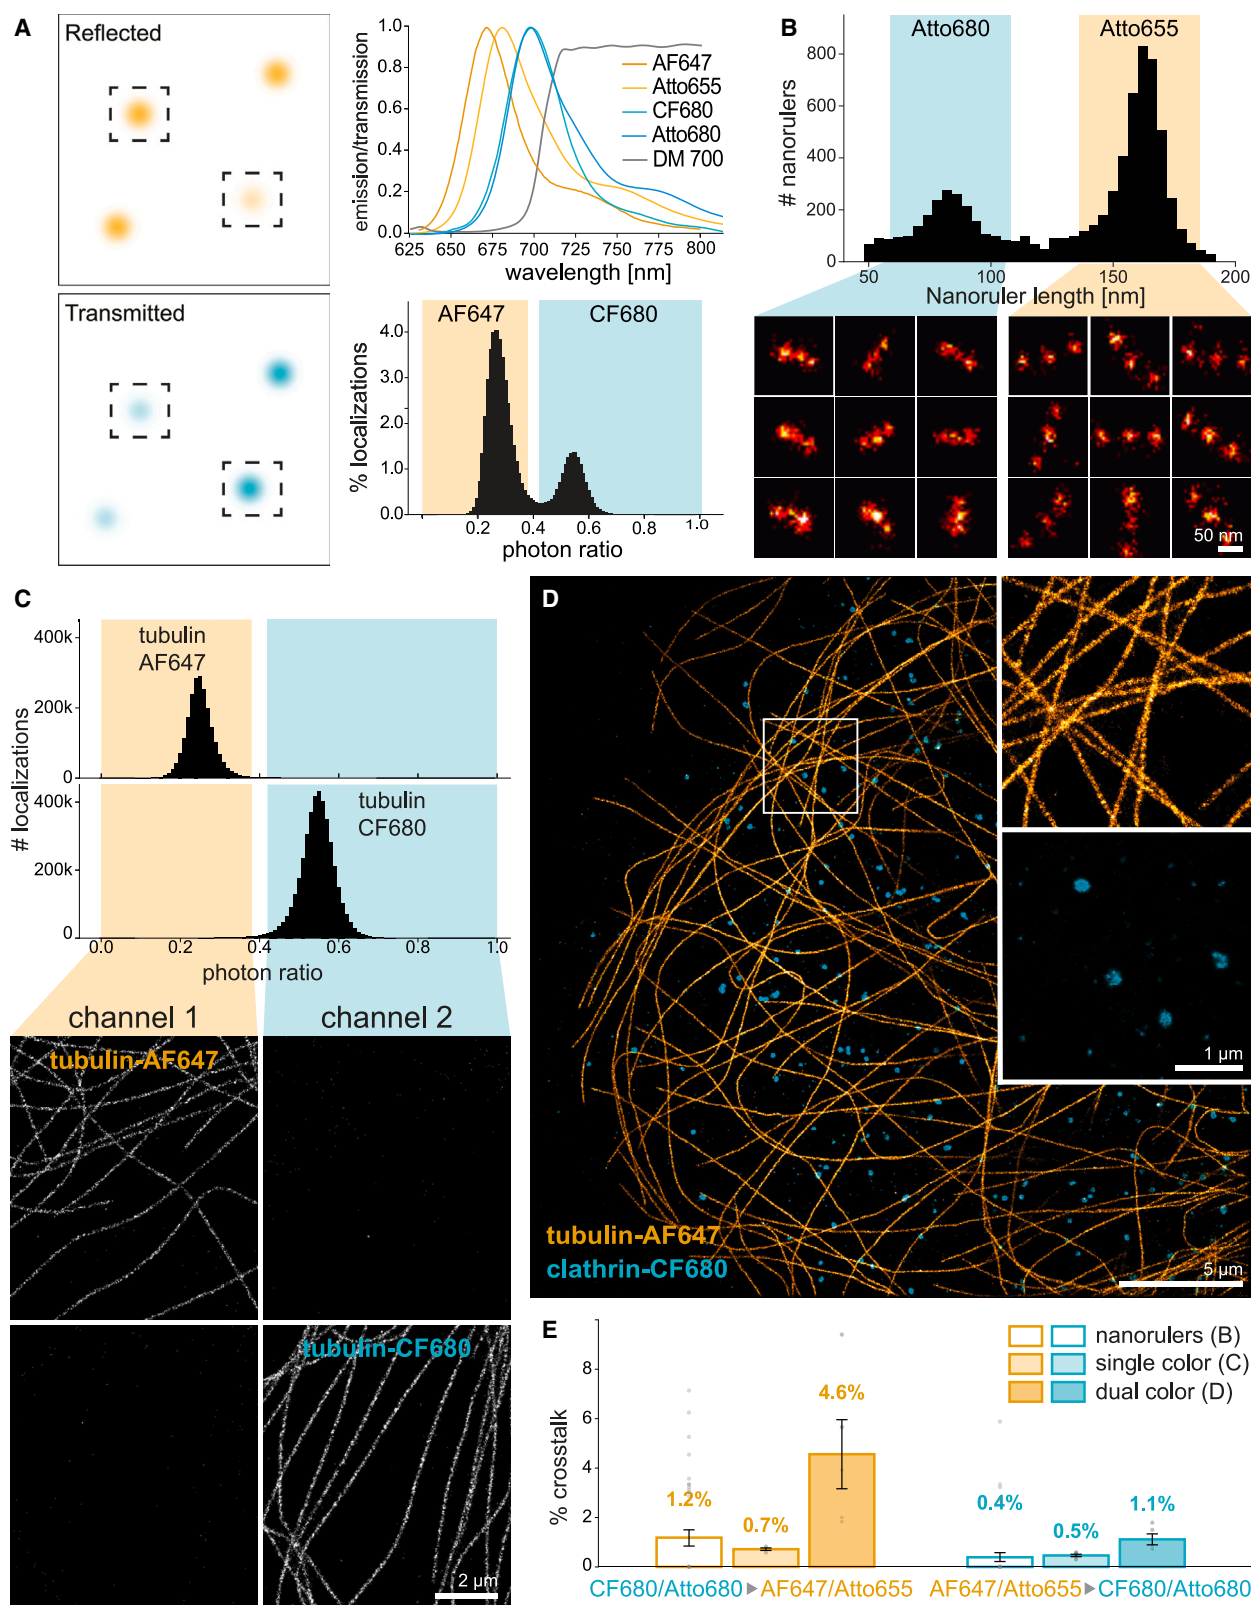 A
Reflected
Transmitted
emission/transmission
1.0
0.8
0.6
0.4
0.2
0.0
AF647
Atto655
CF680
Atto680
DM 700
625 650 675 700 725 750 775 800
wavelength [nm]
% localizations
4.0
3.0
2.0
1.0
0.0
AF647 CF680
0.2 0.4 0.6 0.8 1.0
photon ratio
B
# nanorulers
800
600
400
200
0
Atto680 Atto655
50 100 150 200
Nanoruler length [nm]
50 nm
C
# localizations
400k
200k
0
tubulin
AF647
400k
200k
0
tubulin
CF680
0.0 0.2 0.4 0.6 0.8 1.0
photon ratio
channel 1 channel 2
tubulin-AF647
tubulin-CF680
2 µm
D
1 µm
tubulin-AF647
clathrin-CF680
5 µm
E
% crosstalk
8
6
4
2
0
1.2%
0.7%
4.6%
0.4%
0.5%
1.1%
nanorulers (B)
single color (C)
dual color (D)
CF680/Atto680 ▶ AF647/Atto655
AF647/Atto655 ▶ CF680/Atto680